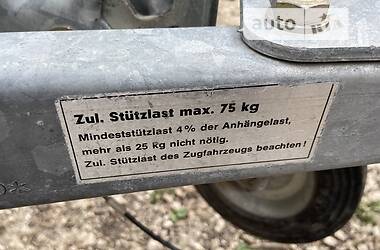 auto
Zul. Stützlast max. 75 kg
Mindeststützlast 4% der Anhängelast,
mehr als 25 kg nicht nötig.
Zul. Stützlast des Zugfahrzeugs beachten!